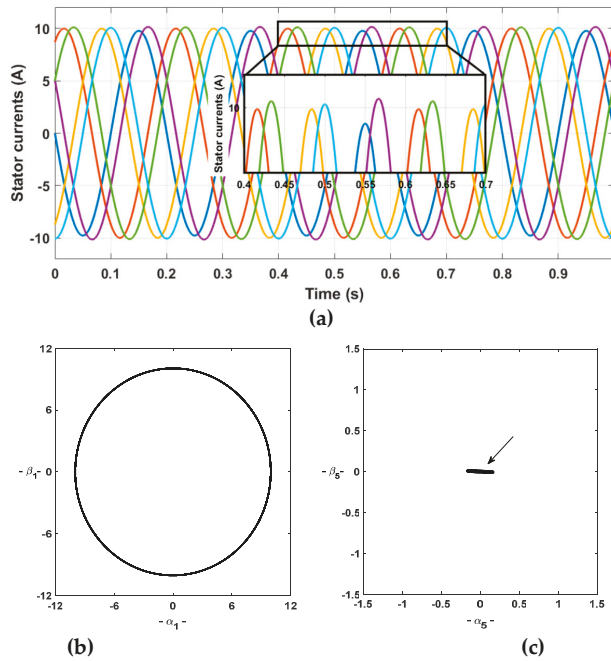 Stator currents (A)
10
5
0
-5
-10
Stator currents (A)
10
0.4 0.45 0.5 0.55 0.6 0.65 0.7
0 0.1 0.2 0.3 0.4 0.5 0.6 0.7 0.8 0.9
Time (s)
(a)
12
6
- β1- 0
-6
-12
-12 -6 0 6 12
- α1 -
(b)
1.5
1
0.5
- β5- 0
-0.5
-1
-1.5
-1.5 -1 -0.5 0 0.5 1 1.5
- α5 -
(c)